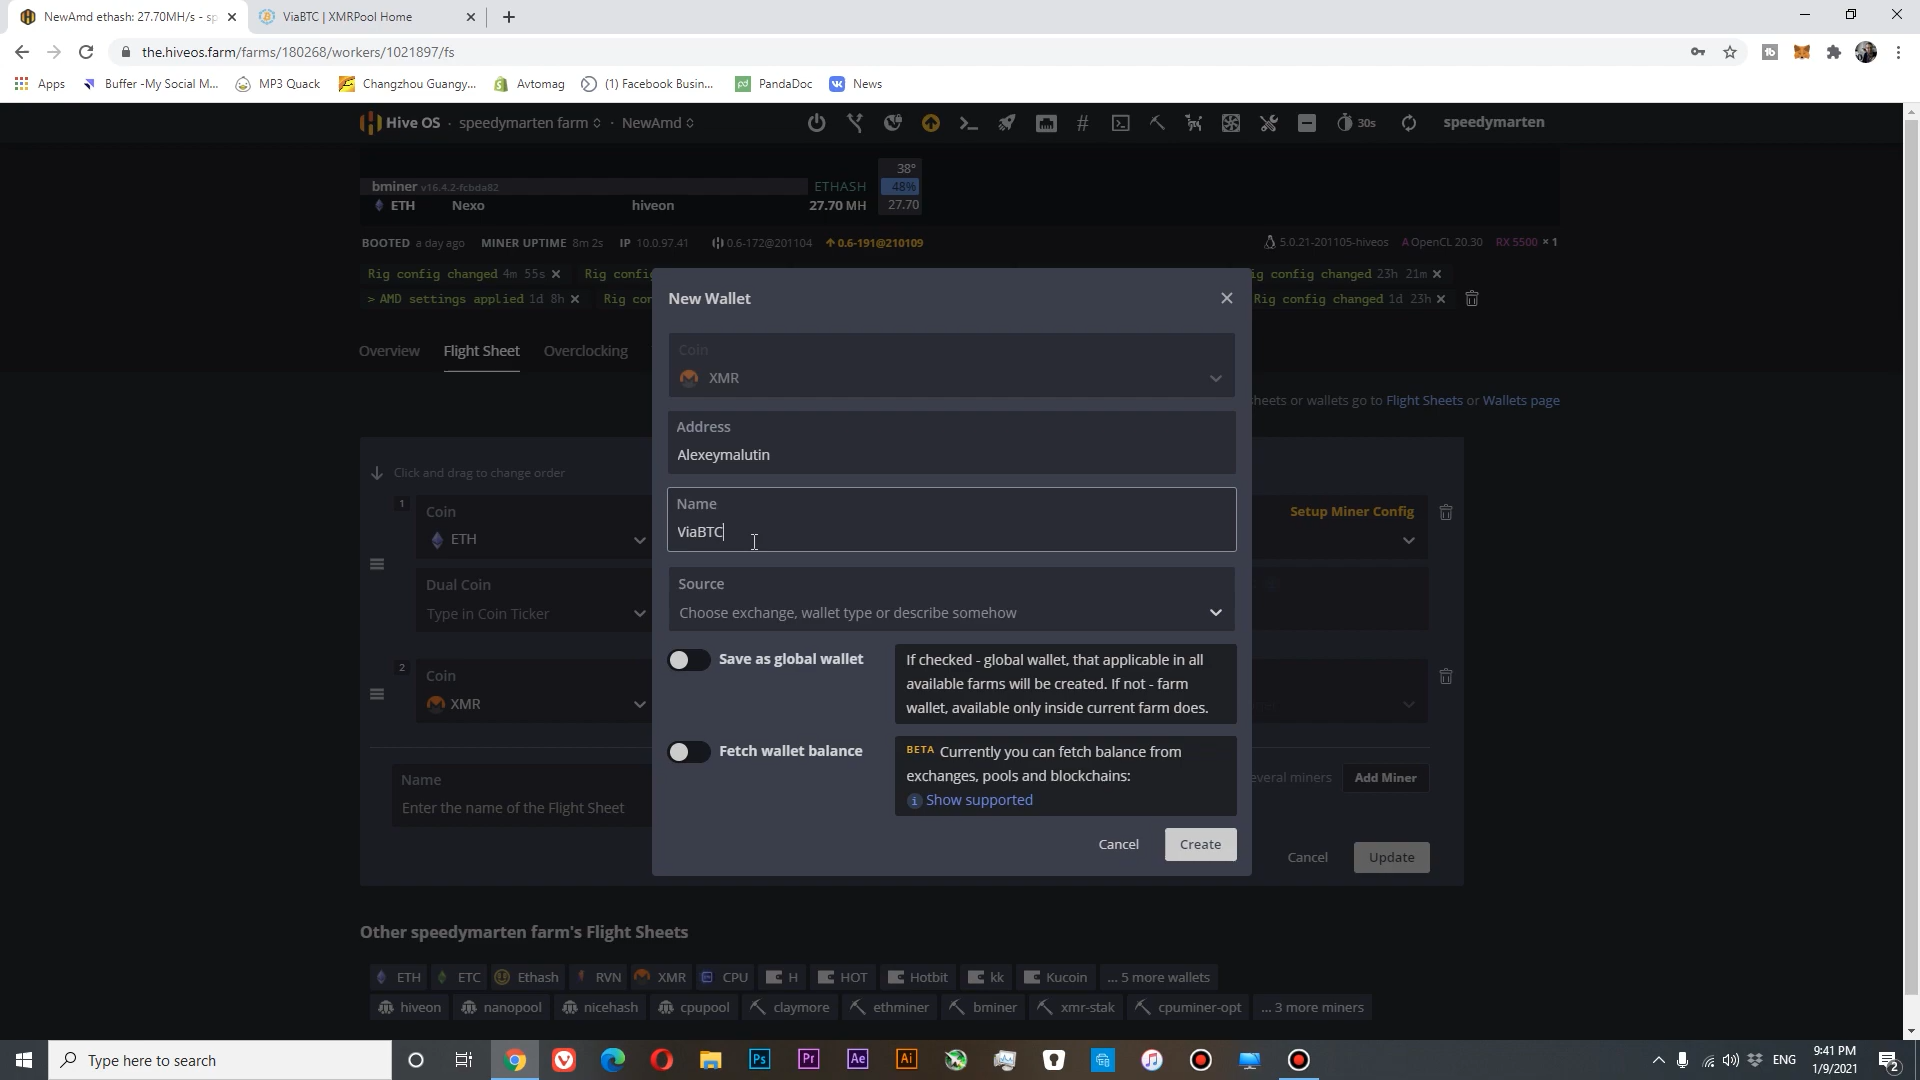 NewAmd ethash: 27.70MH/s - sp
ViaBTC | XMRPool Home
the.hiveos.farm/farms/180268/workers/1021897/fs
Apps
Buffer -My Social M...
MP3 Quack
Changzhou Guangy...
Avtomag
(1) Facebook Busin...
PandaDoc
News
Hive OS · speedymarten farm · NewAmd
30s
speedymarten
38°
bminer v16.4.2-fcbda82 ETHASH 48%
ETH Nexo hiveon 27.70 MH 27.70
BOOTED a day ago MINER UPTIME 8m 2s IP 10.0.97.41 0.6-172@201104 0.6-191@210109 5.0.21-201105-hiveos A OpenCL 20.30 RX 5500 × 1
Rig config changed 4m 55s × Rig config ig config changed 23h 21m ×
> AMD settings applied 1d 8h × Rig co Rig config changed 1d 23h ×
Overview Flight Sheet Overclocking
heets or wallets go to Flight Sheets or Wallets page
Click and drag to change order
1
Coin
ETH
Dual Coin
Type in Coin Ticker
Setup Miner Config
2
Coin
XMR
Name
Enter the name of the Flight Sheet
everal miners Add Miner
Cancel Update
New Wallet
Coin
XMR
Address
Alexeymalutin
Name
ViaBTC
Source
Choose exchange, wallet type or describe somehow
Save as global wallet
If checked - global wallet, that applicable in all
available farms will be created. If not - farm
wallet, available only inside current farm does.
Fetch wallet balance
BETA Currently you can fetch balance from
exchanges, pools and blockchains:
Show supported
Cancel Create
Other speedymarten farm's Flight Sheets
ETH ETC Ethash RVN XMR CPU H HOT Hotbit kk Kucoin ... 5 more wallets
hiveon nanopool nicehash cpupool claymore ethminer bminer xmr-stak cpuminer-opt ... 3 more miners
Type here to search
Ps Pr Ae Ai
ENG
9:41 PM
1/9/2021
2